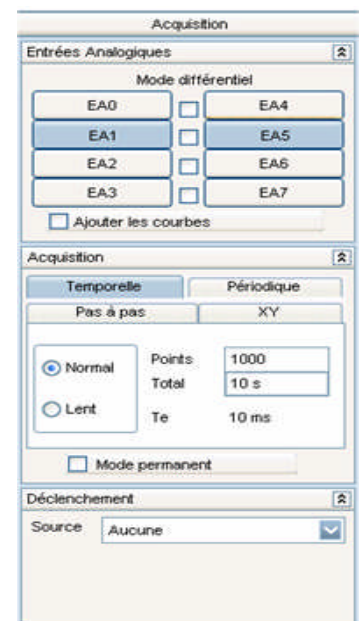 Acquisition
Entrées Analogiques
Mode différentiel
EA0 EA4
EA1 EA5
EA2 EA6
EA3 EA7
Ajouter les courbes
Acquisition
Temporelle Périodique
Pas à pas XY
Normal Points 1000
Total 10 s
Lent Te 10 ms
Mode permanent
Déclenchement
Source Aucune